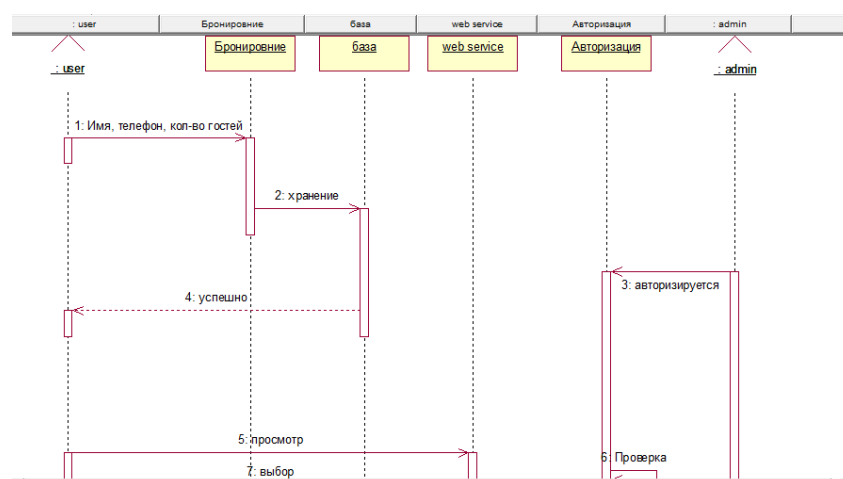 : user Бронировние база web service Авторизация : admin
Бронировние база web service Авторизация
: user : admin
1: Имя, телефон, кол-во гостей
2: хранение
3: авторизируется
4: успешно
5: просмотр
6: Проверка
7: выбор